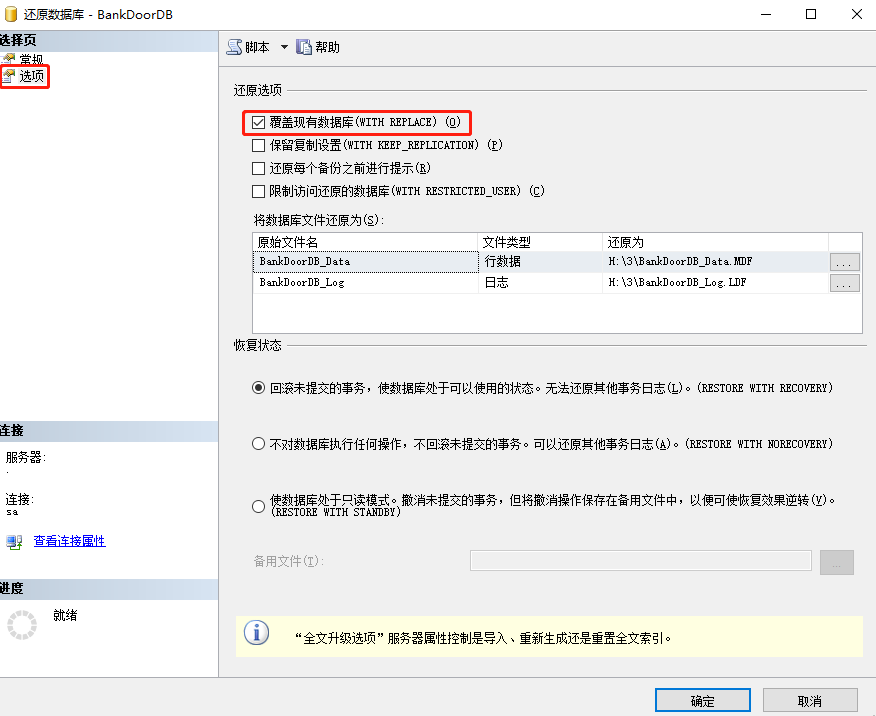 还原数据库 - BankDoorDB
选择页
常规
选项
脚本
帮助
还原选项
覆盖现有数据库(WITH REPLACE) (O)
保留复制设置(WITH KEEP_REPLICATION) (P)
还原每个备份之前进行提示(R)
限制访问还原的数据库(WITH RESTRICTED_USER) (C)
将数据库文件还原为(S):
原始文件名 文件类型 还原为
BankDoorDB_Data 行数据 H:\3\BankDoorDB_Data.MDF ...
BankDoorDB_Log 日志 H:\3\BankDoorDB_Log.LDF ...
恢复状态
回滚未提交的事务，使数据库处于可以使用的状态。无法还原其他事务日志(L)。(RESTORE WITH RECOVERY)
不对数据库执行任何操作，不回滚未提交的事务。可以还原其他事务日志(A)。(RESTORE WITH NORECOVERY)
使数据库处于只读模式。撤消未提交的事务，但将撤消操作保存在备用文件中，以便可使恢复效果逆转(Y)。
(RESTORE WITH STANDBY)
备用文件(T): ...
连接
服务器:
.
连接:
sa
查看连接属性
进度
就绪
“全文升级选项”服务器属性控制是导入、重新生成还是重置全文索引。
确定 取消